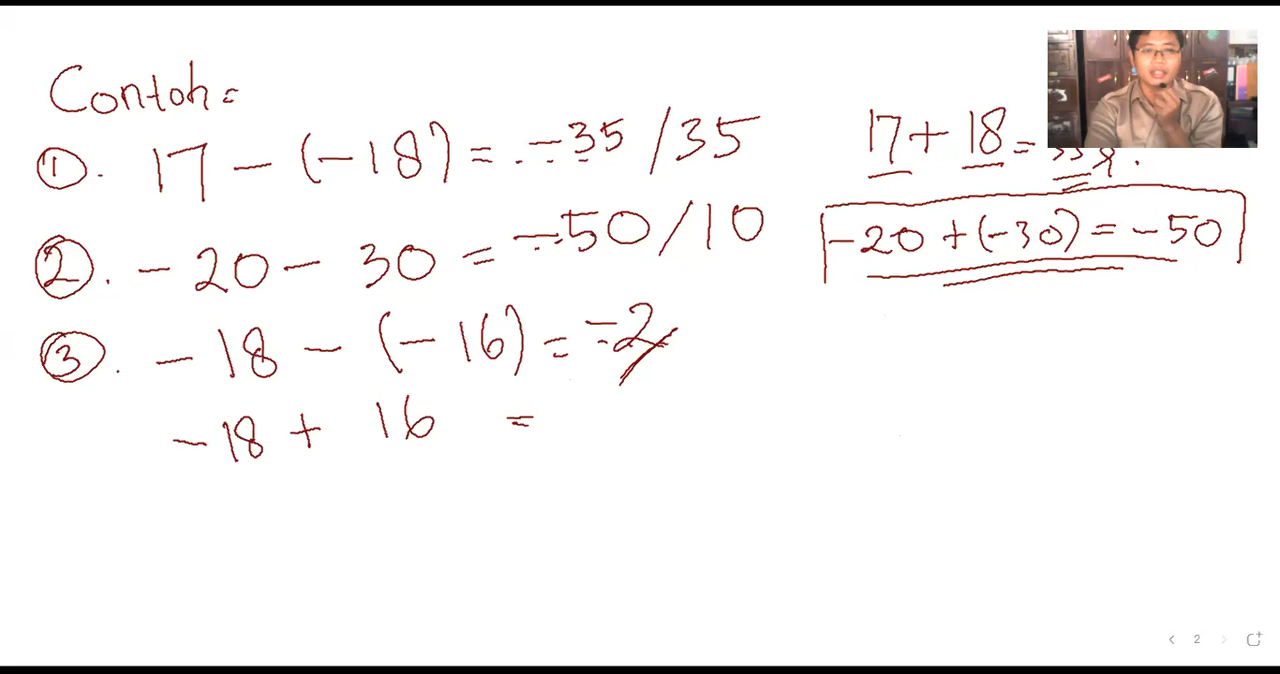 Contoh :
1. 17 - (-18) = -35 / 35
17 + 18 = 35
2. -20 - 30 = -50 / 10
-20 + (-30) = -50
3. -18 - (-16) = -2
-18 + 16 =
2